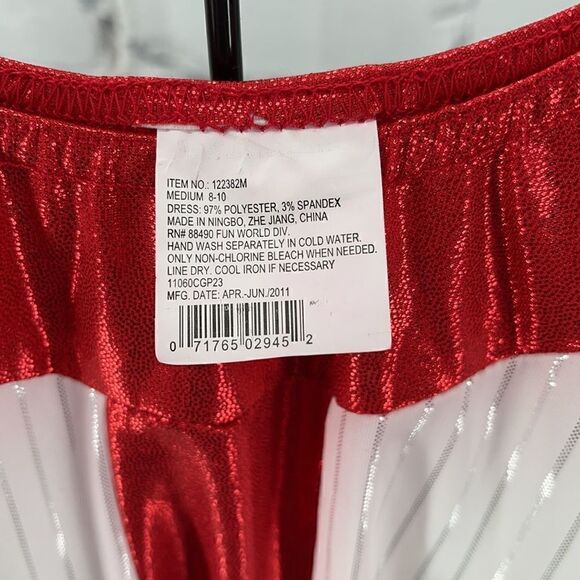 ITEM NO.: 122382M
MEDIUM 8-10
DRESS: 97% POLYESTER, 3% SPANDEX
MADE IN NINGBO, ZHE JIANG, CHINA
RN# 88490 FUN WORLD DIV.
HAND WASH SEPARATELY IN COLD WATER.
ONLY NON-CHLORINE BLEACH WHEN NEEDED.
LINE DRY. COOL IRON IF NECESSARY
11060CGP23
MFG. DATE: APR.-JUN./2011
0 71765 02945 2